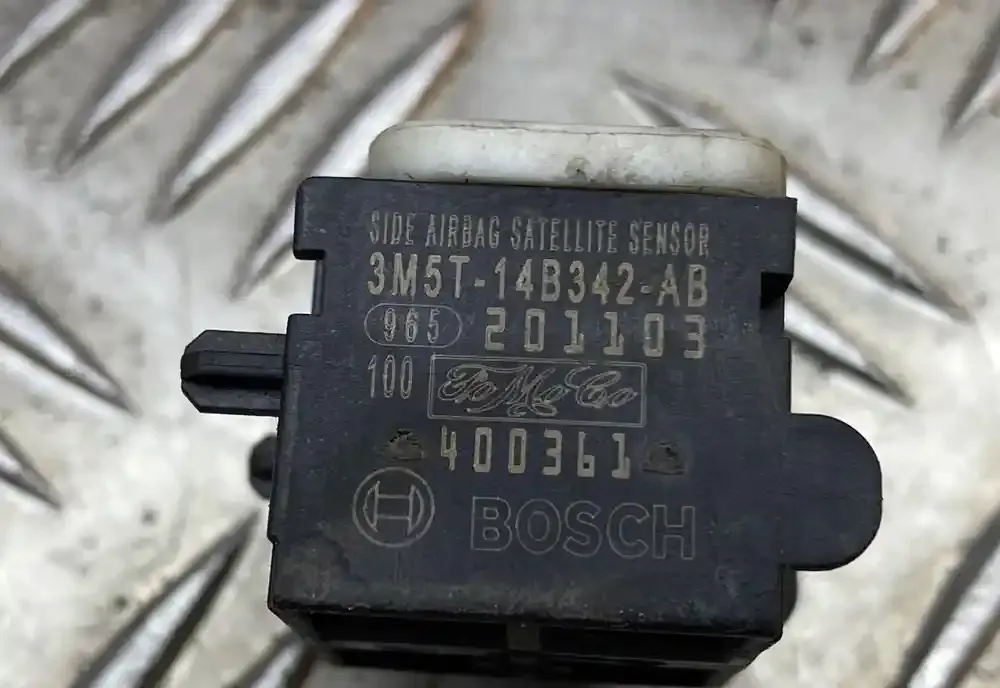 SIDE AIRBAG SATELLITE SENSOR
3M5T-14B342-AB
965 201103
100 FoMoCo
400361
BOSCH